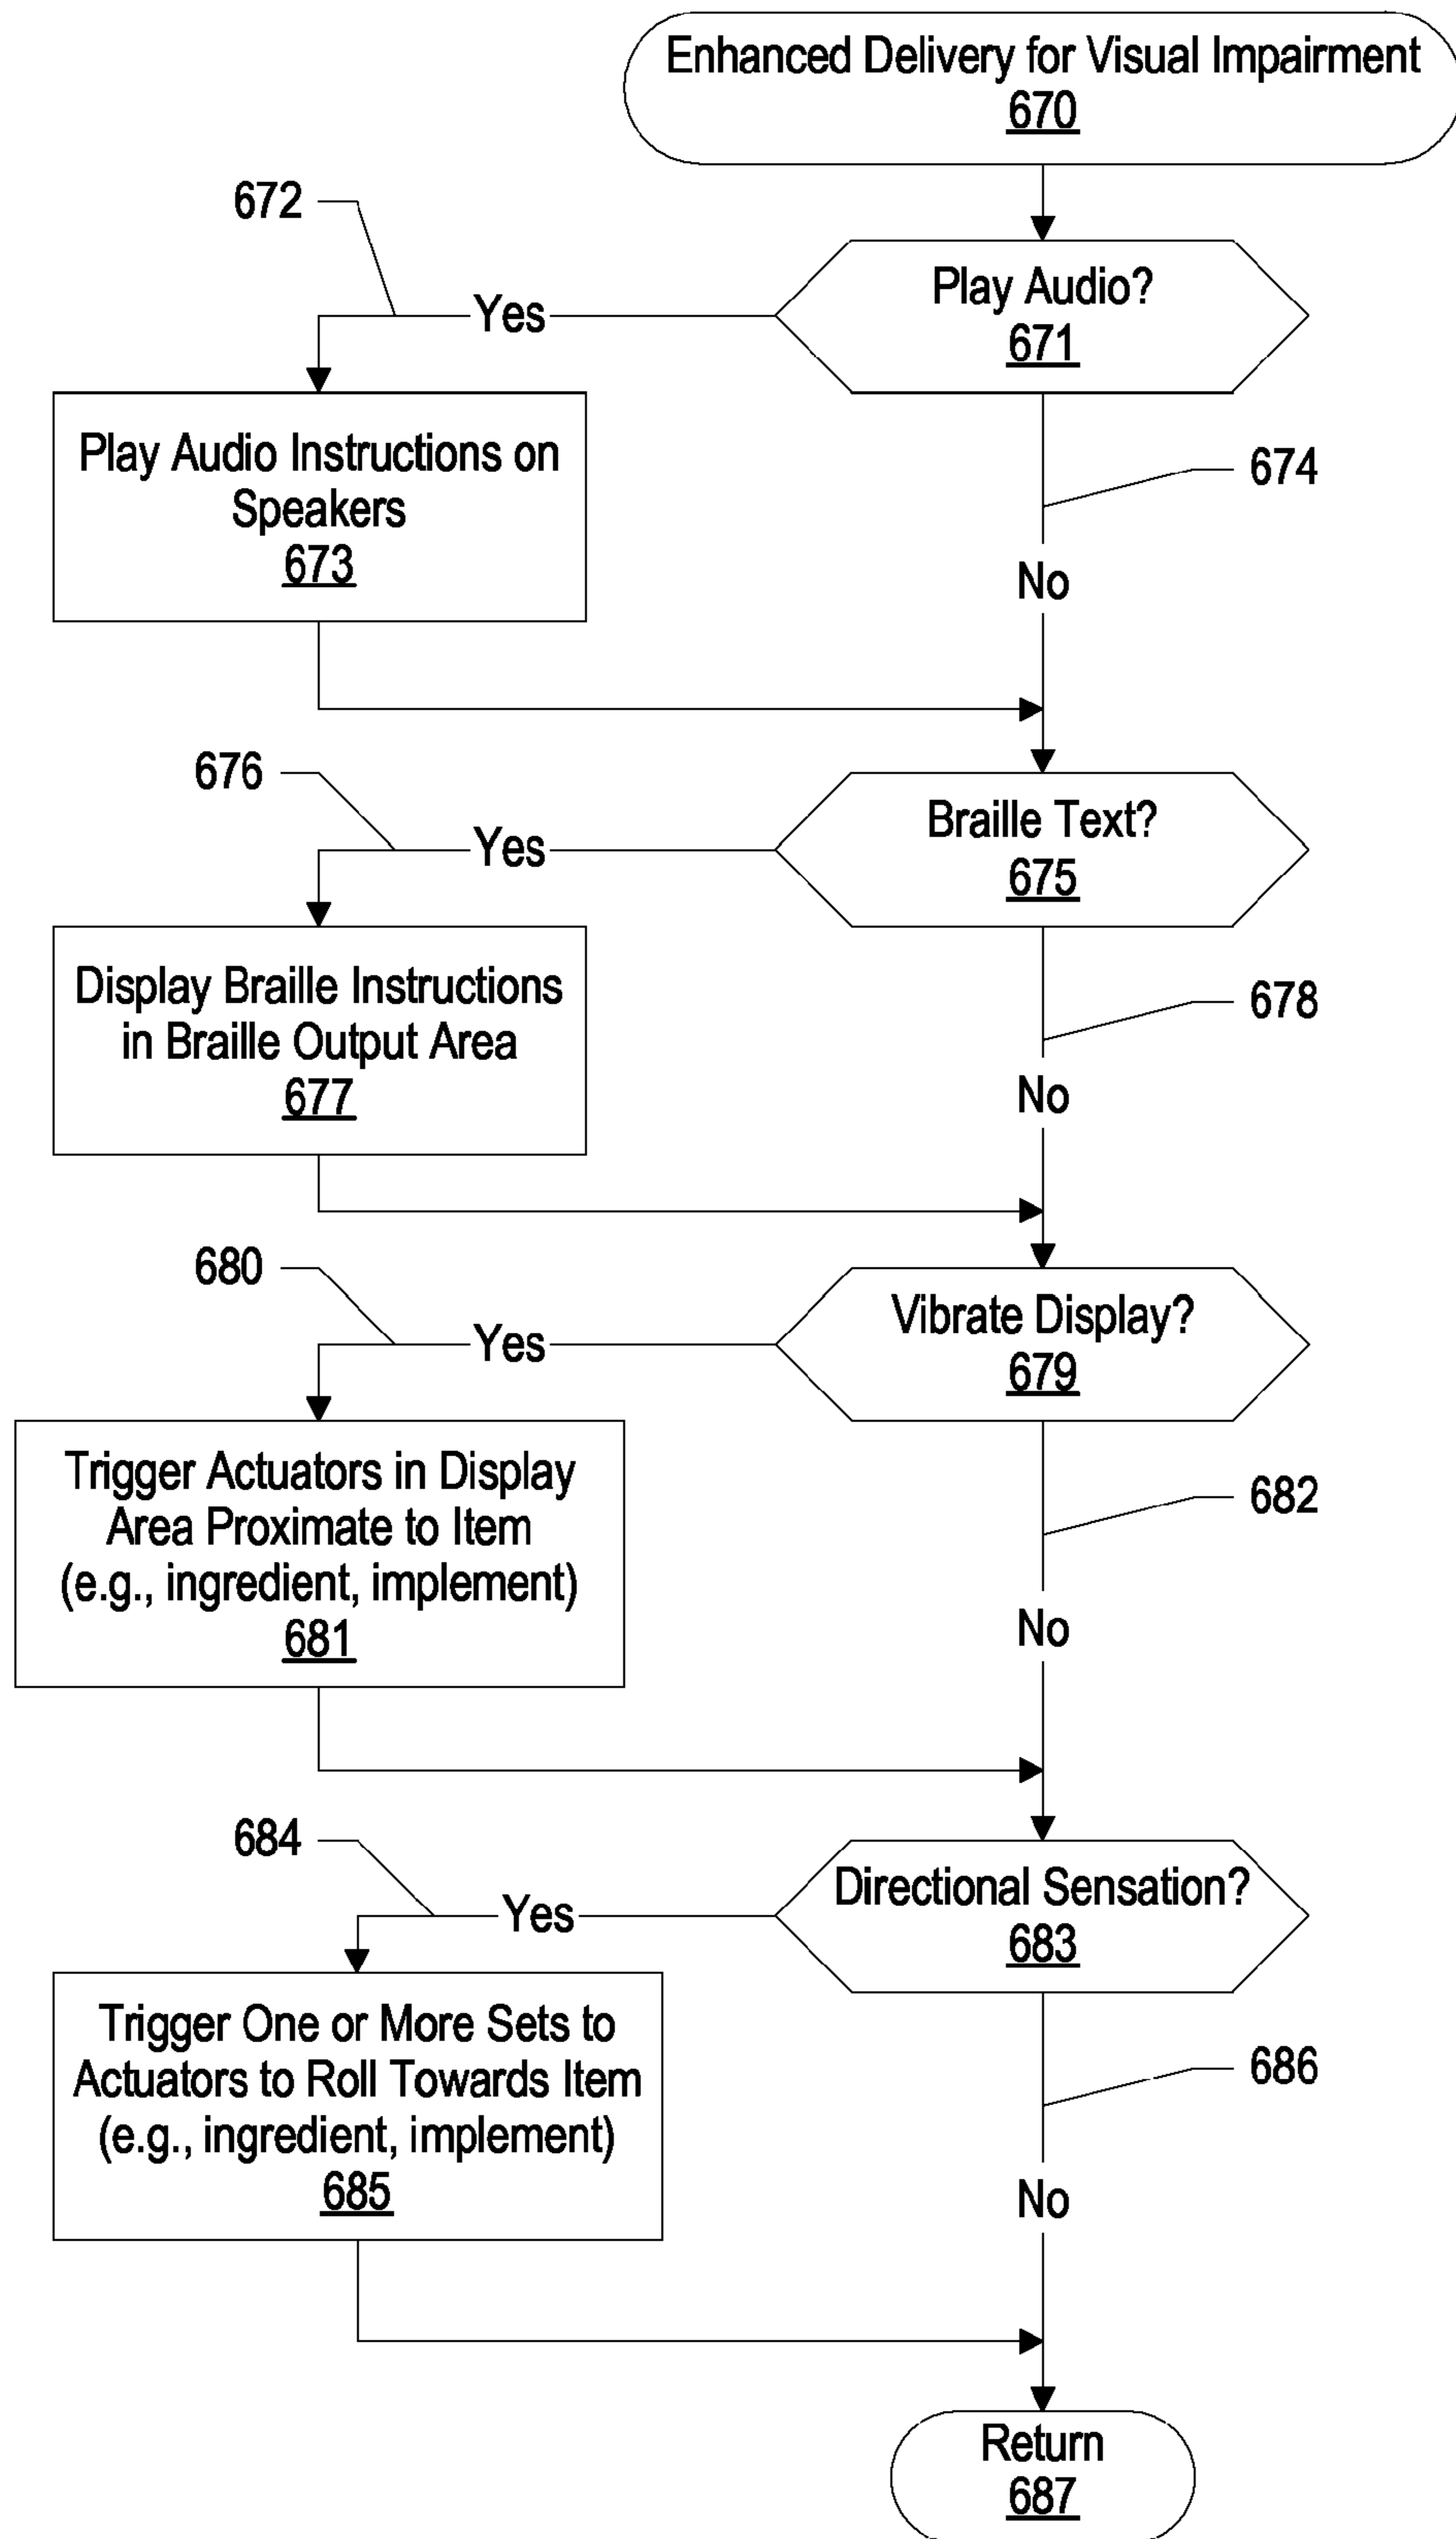 Enhanced Delivery for Visual Impairment
670
672
Play Audio?
671
Yes
Play Audio Instructions on
Speakers
673
674
No
676
Braille Text?
675
Yes
Display Braille Instructions
in Braille Output Area
677
678
No
680
Vibrate Display?
679
Yes
Trigger Actuators in Display
Area Proximate to Item
(e.g., ingredient, implement)
681
682
No
684
Directional Sensation?
683
Yes
Trigger One or More Sets to
Actuators to Roll Towards Item
(e.g., ingredient, implement)
685
686
No
Return
687